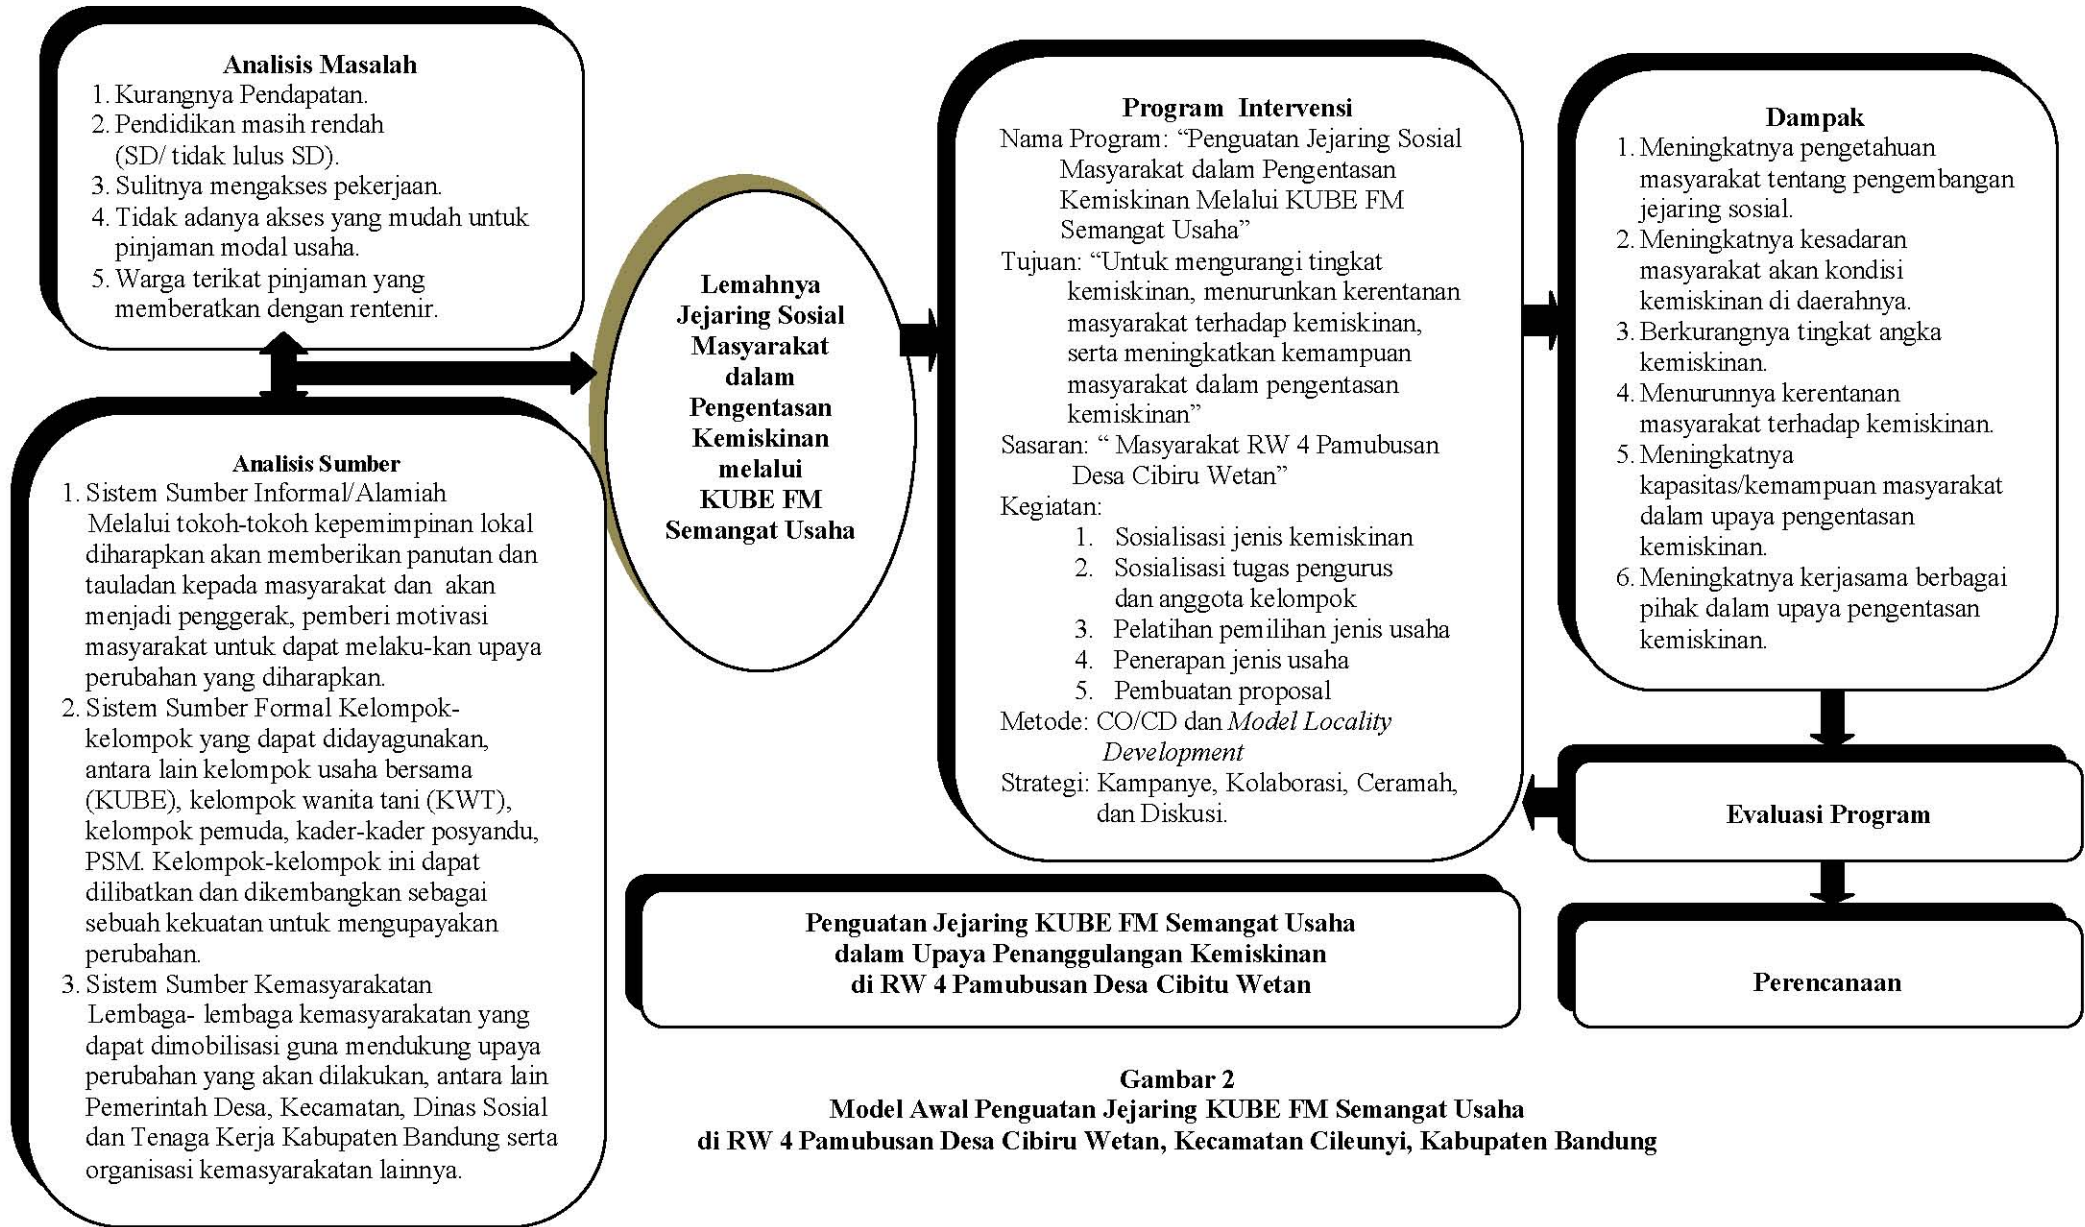 Analisis Masalah
1. Kurangnya Pendapatan.
2. Pendidikan masih rendah
(SD/ tidak lulus SD).
3. Sulitnya mengakses pekerjaan.
4. Tidak adanya akses yang mudah untuk
pinjaman modal usaha.
5. Warga terikat pinjaman yang
memberatkan dengan rentenir.
Analisis Sumber
1. Sistem Sumber Informal/Alamiah
Melalui tokoh-tokoh kepemimpinan lokal
diharapkan akan memberikan panutan dan
tauladan kepada masyarakat dan akan
menjadi penggerak, pemberi motivasi
masyarakat untuk dapat melaku-kan upaya
perubahan yang diharapkan.
2. Sistem Sumber Formal Kelompok-
kelompok yang dapat didayagunakan,
antara lain kelompok usaha bersama
(KUBE), kelompok wanita tani (KWT),
kelompok pemuda, kader-kader posyandu,
PSM. Kelompok-kelompok ini dapat
dilibatkan dan dikembangkan sebagai
sebuah kekuatan untuk mengupayakan
perubahan.
3. Sistem Sumber Kemasyarakatan
Lembaga- lembaga kemasyarakatan yang
dapat dimobilisasi guna mendukung upaya
perubahan yang akan dilakukan, antara lain
Pemerintah Desa, Kecamatan, Dinas Sosial
dan Tenaga Kerja Kabupaten Bandung serta
organisasi kemasyarakatan lainnya.
Lemahnya
Jejaring Sosial
Masyarakat
dalam
Pengentasan
Kemiskinan
melalui
KUBE FM
Semangat Usaha
Program Intervensi
Nama Program: “Penguatan Jejaring Sosial
Masyarakat dalam Pengentasan
Kemiskinan Melalui KUBE FM
Semangat Usaha”
Tujuan: “Untuk mengurangi tingkat
kemiskinan, menurunkan kerentanan
masyarakat terhadap kemiskinan,
serta meningkatkan kemampuan
masyarakat dalam pengentasan
kemiskinan”
Sasaran: “ Masyarakat RW 4 Pamubusan
Desa Cibiru Wetan”
Kegiatan:
1. Sosialisasi jenis kemiskinan
2. Sosialisasi tugas pengurus
dan anggota kelompok
3. Pelatihan pemilihan jenis usaha
4. Penerapan jenis usaha
5. Pembuatan proposal
Metode: CO/CD dan Model Locality
Development
Strategi: Kampanye, Kolaborasi, Ceramah,
dan Diskusi.
Dampak
1. Meningkatnya pengetahuan
masyarakat tentang pengembangan
jejaring sosial.
2. Meningkatnya kesadaran
masyarakat akan kondisi
kemiskinan di daerahnya.
3. Berkurangnya tingkat angka
kemiskinan.
4. Menurunnya kerentanan
masyarakat terhadap kemiskinan.
5. Meningkatnya
kapasitas/kemampuan masyarakat
dalam upaya pengentasan
kemiskinan.
6. Meningkatnya kerjasama berbagai
pihak dalam upaya pengentasan
kemiskinan.
Evaluasi Program
Perencanaan
Penguatan Jejaring KUBE FM Semangat Usaha
dalam Upaya Penanggulangan Kemiskinan
di RW 4 Pamubusan Desa Cibitu Wetan
Gambar 2
Model Awal Penguatan Jejaring KUBE FM Semangat Usaha
di RW 4 Pamubusan Desa Cibiru Wetan, Kecamatan Cileunyi, Kabupaten Bandung